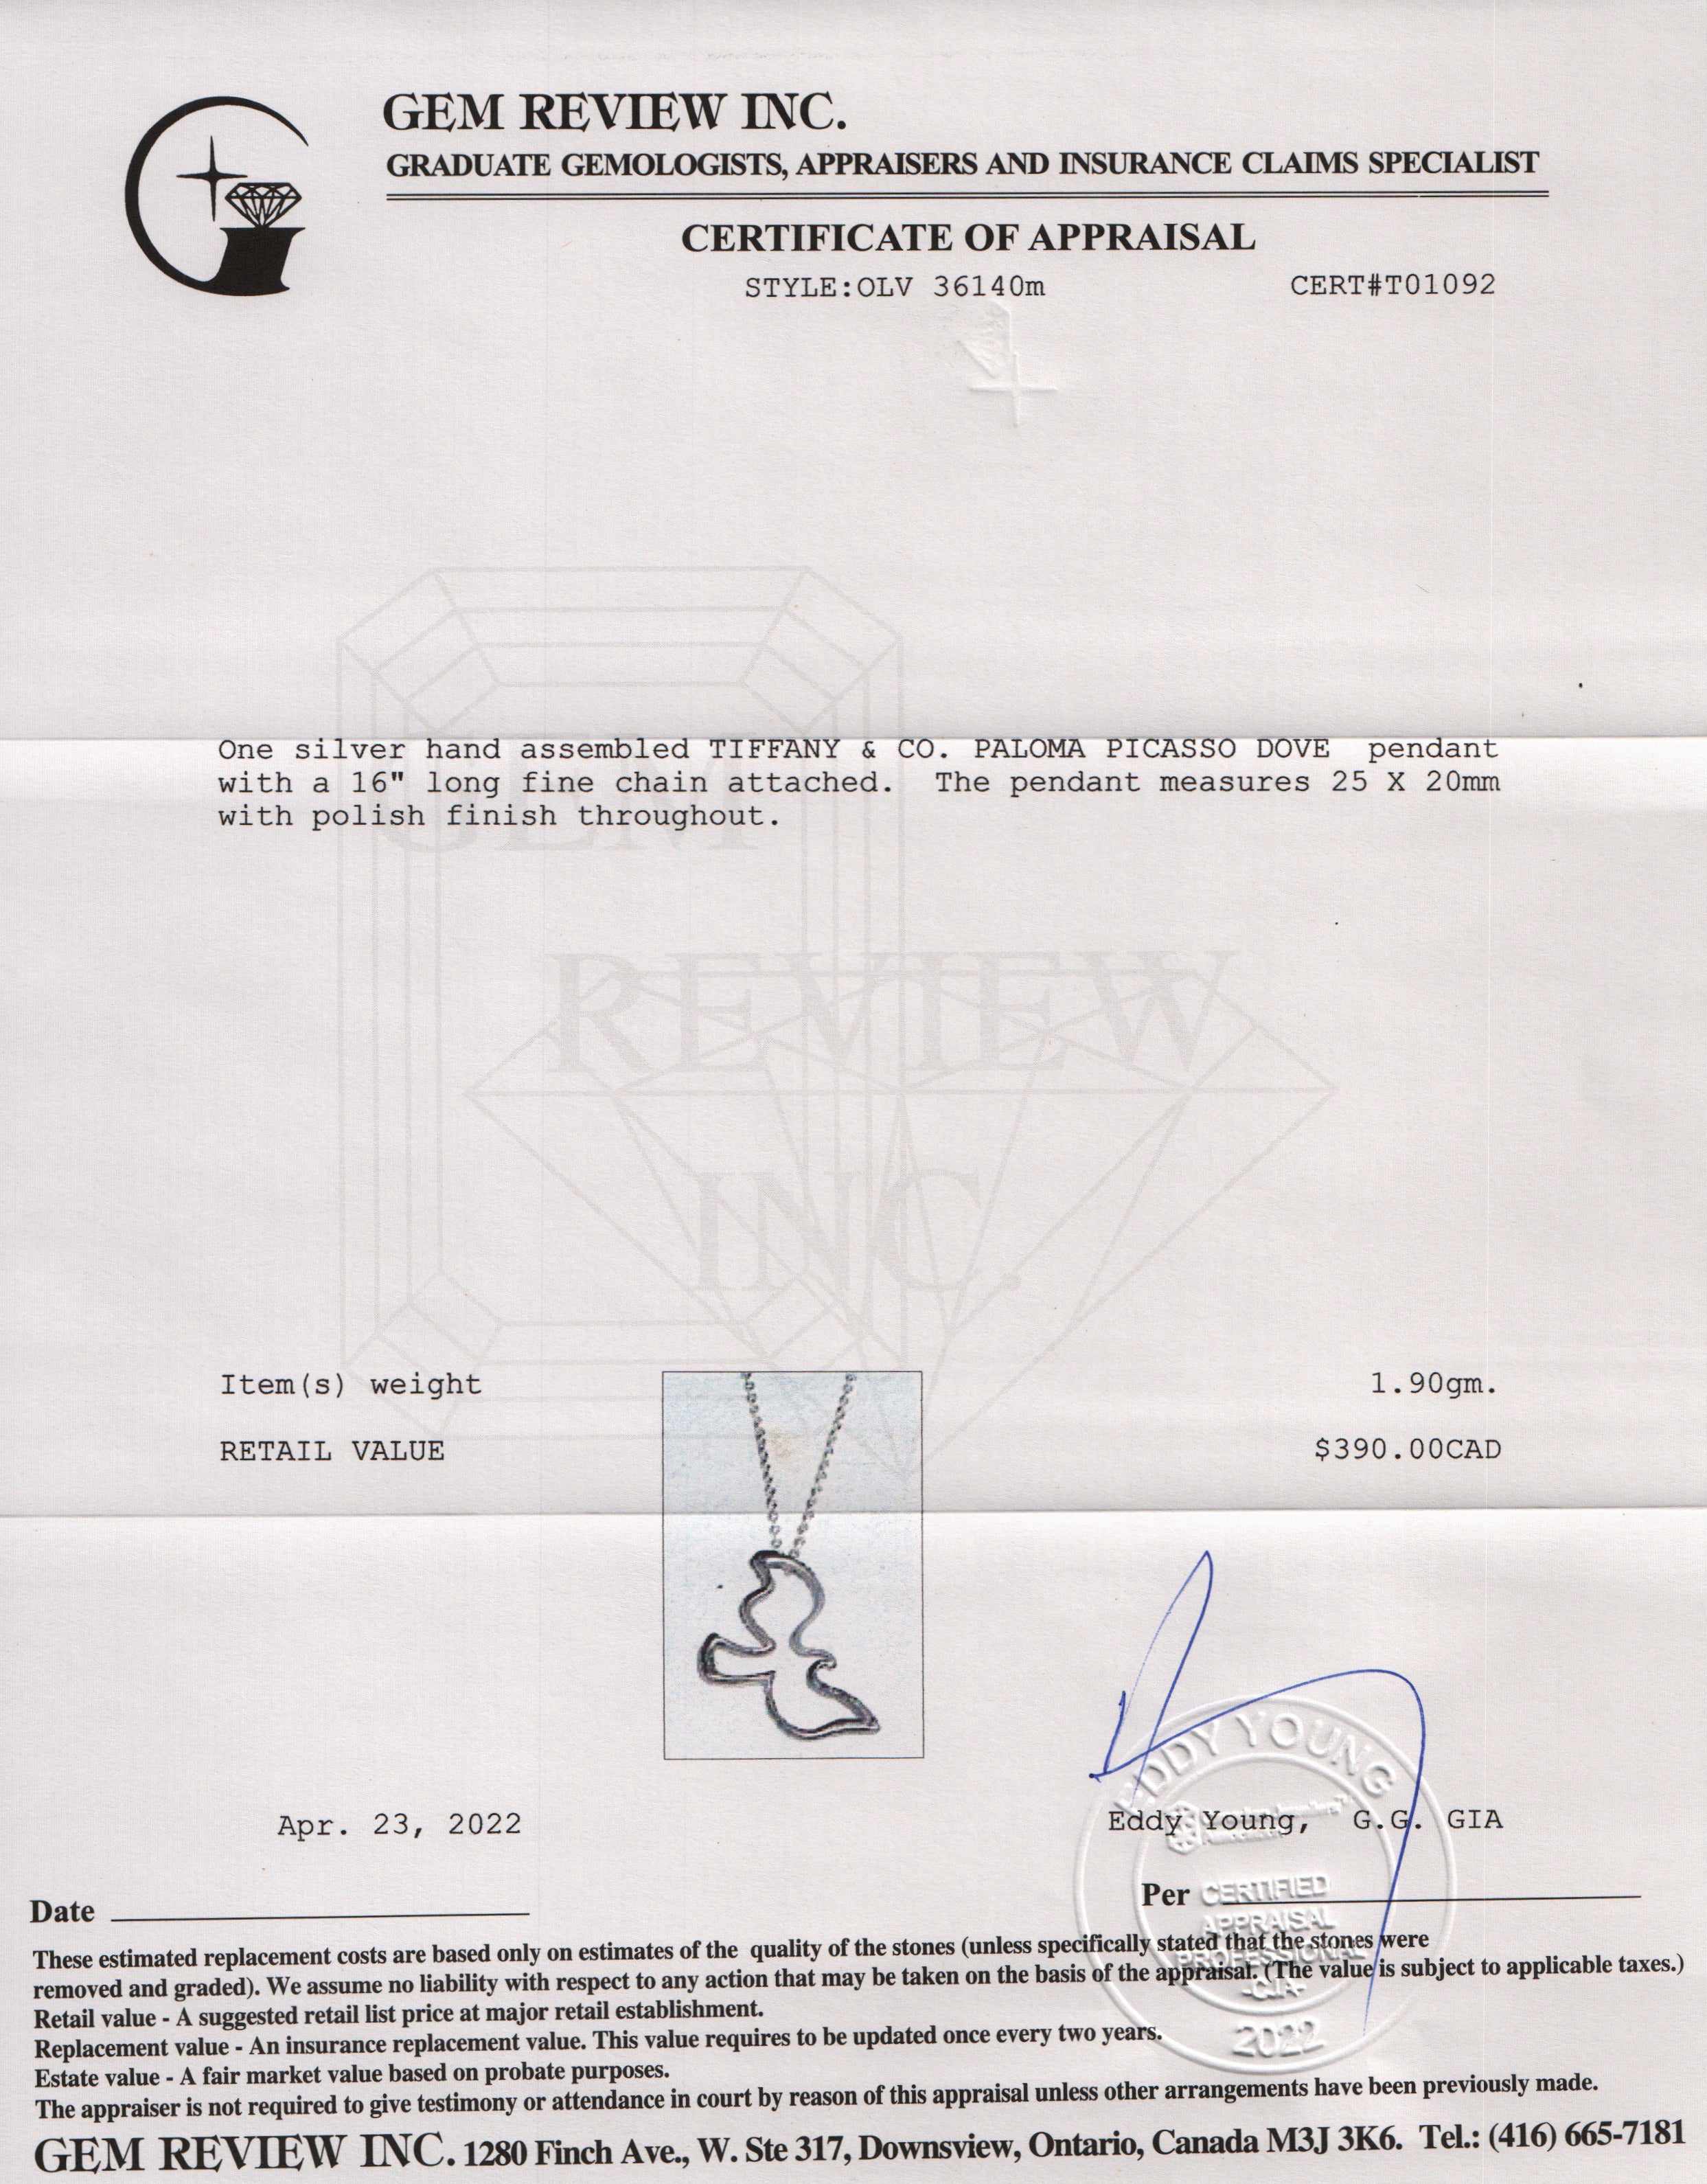 GEM REVIEW INC.
GRADUATE GEMOLOGISTS, APPRAISERS AND INSURANCE CLAIMS SPECIALIST
CERTIFICATE OF APPRAISAL
STYLE:OLV 36140m CERT#T01092
One silver hand assembled TIFFANY & CO. PALOMA PICASSO DOVE pendant
with a 16" long fine chain attached. The pendant measures 25 X 20mm
with polish finish throughout.
GEM
REVIEW
INC.
Item(s) weight 1.90gm.
RETAIL VALUE $390.00CAD
EDDY YOUNG
Apr. 23, 2022 Eddy Young, G.G. GIA
Date Per
CERTIFIED
APPRAISAL
PROFESSIONAL
-CJA-
2022
These estimated replacement costs are based only on estimates of the quality of the stones (unless specifically stated that the stones were
removed and graded). We assume no liability with respect to any action that may be taken on the basis of the appraisal. (The value is subject to applicable taxes.)
Retail value - A suggested retail list price at major retail establishment.
Replacement value - An insurance replacement value. This value requires to be updated once every two years.
Estate value - A fair market value based on probate purposes.
The appraiser is not required to give testimony or attendance in court by reason of this appraisal unless other arrangements have been previously made.
GEM REVIEW INC. 1280 Finch Ave., W. Ste 317, Downsview, Ontario, Canada M3J 3K6. Tel.: (416) 665-7181